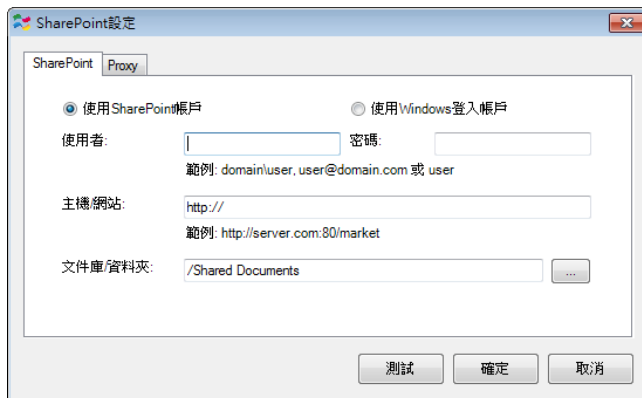 SharePoint設定
SharePoint Proxy
使用SharePoint帳戶 使用Windows登入帳戶
使用者: 密碼:
範例: domain\user, user@domain.com 或 user
主機/網站: http://
範例: http://server.com:80/market
文件庫/資料夾: /Shared Documents ...
測試 確定 取消